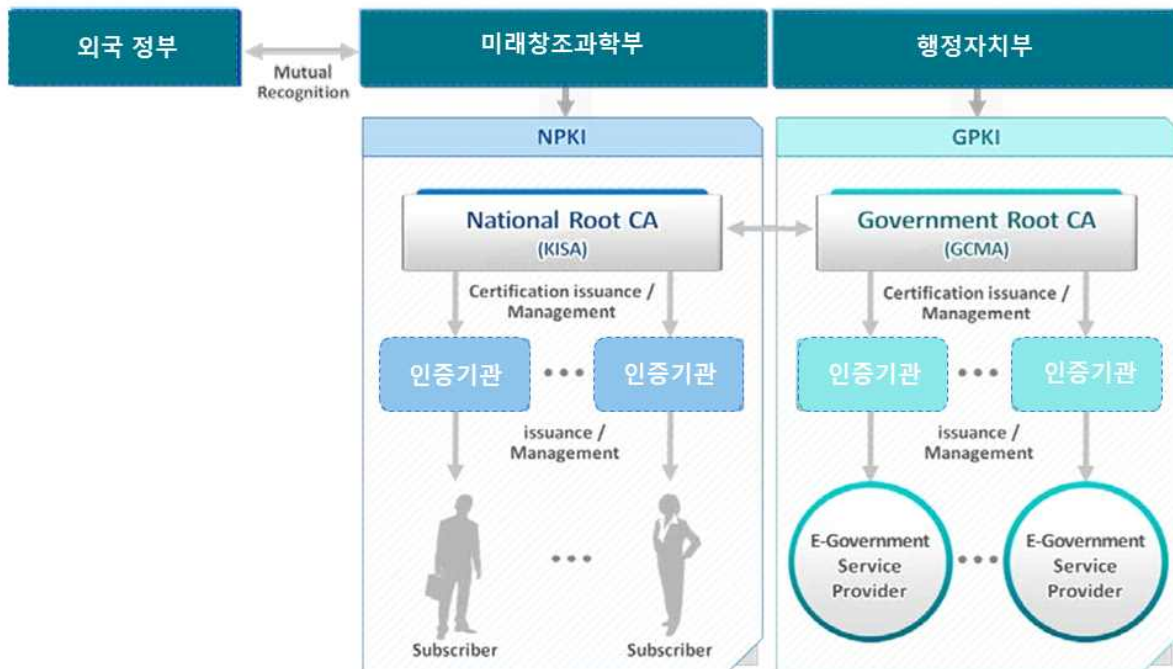 외국 정부
미래창조과학부
행정자치부
Mutual
Recognition
NPKI
GPKI
National Root CA
(KISA)
Government Root CA
(GCMA)
Certification issuance /
Management
Certification issuance /
Management
인증기관
•••
인증기관
인증기관
•••
인증기관
issuance /
Management
issuance /
Management
•••
Subscriber
Subscriber
E-Government
Service
Provider
•••
E-Government
Service
Provider